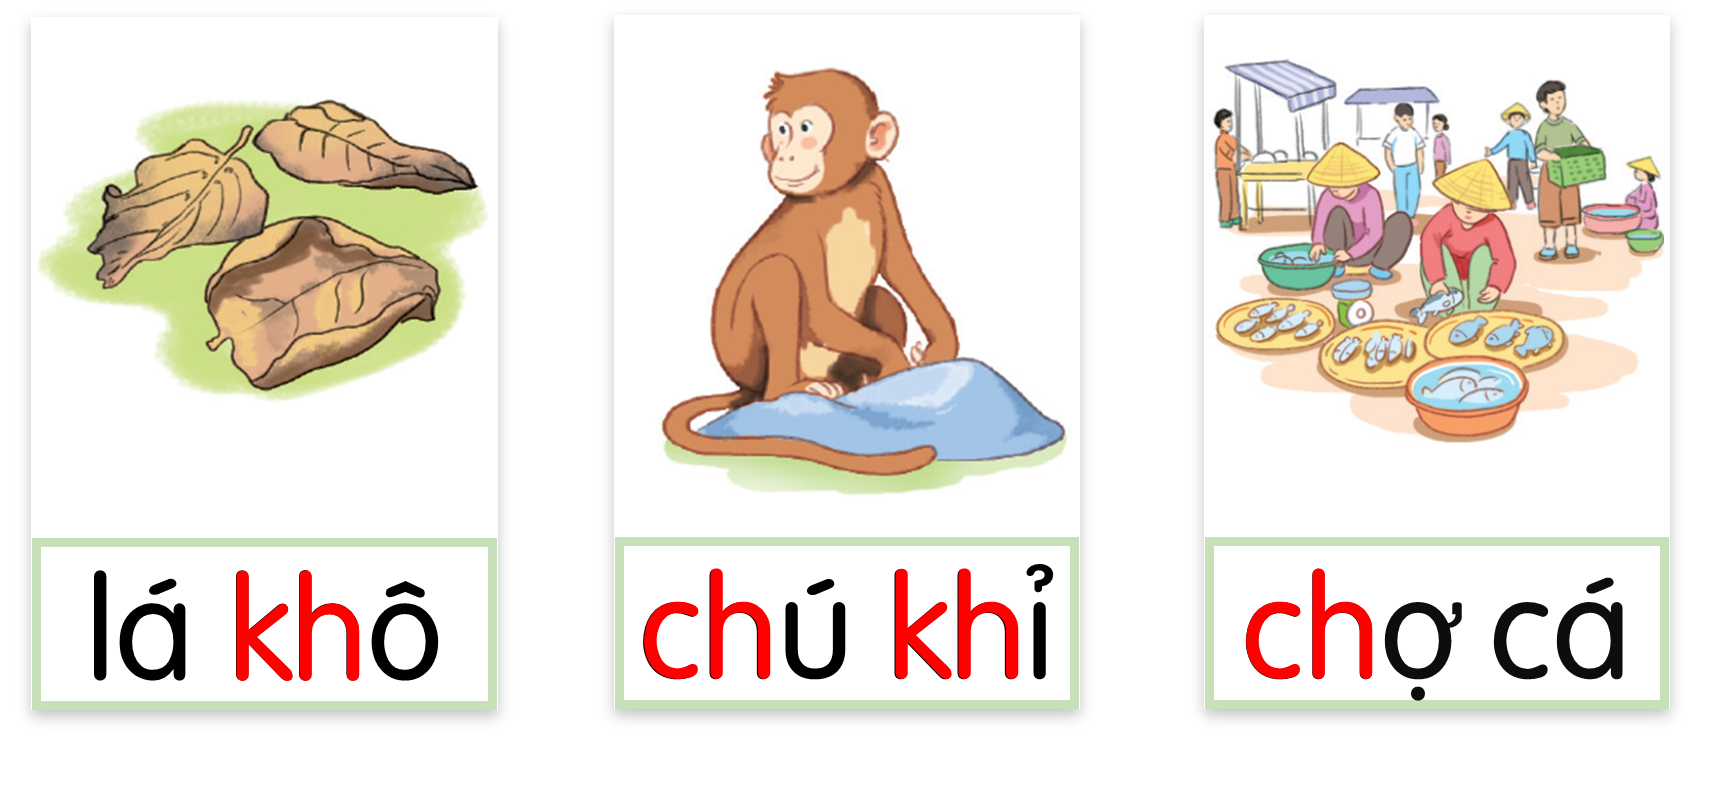 lá khô
chú khỉ
chợ cá